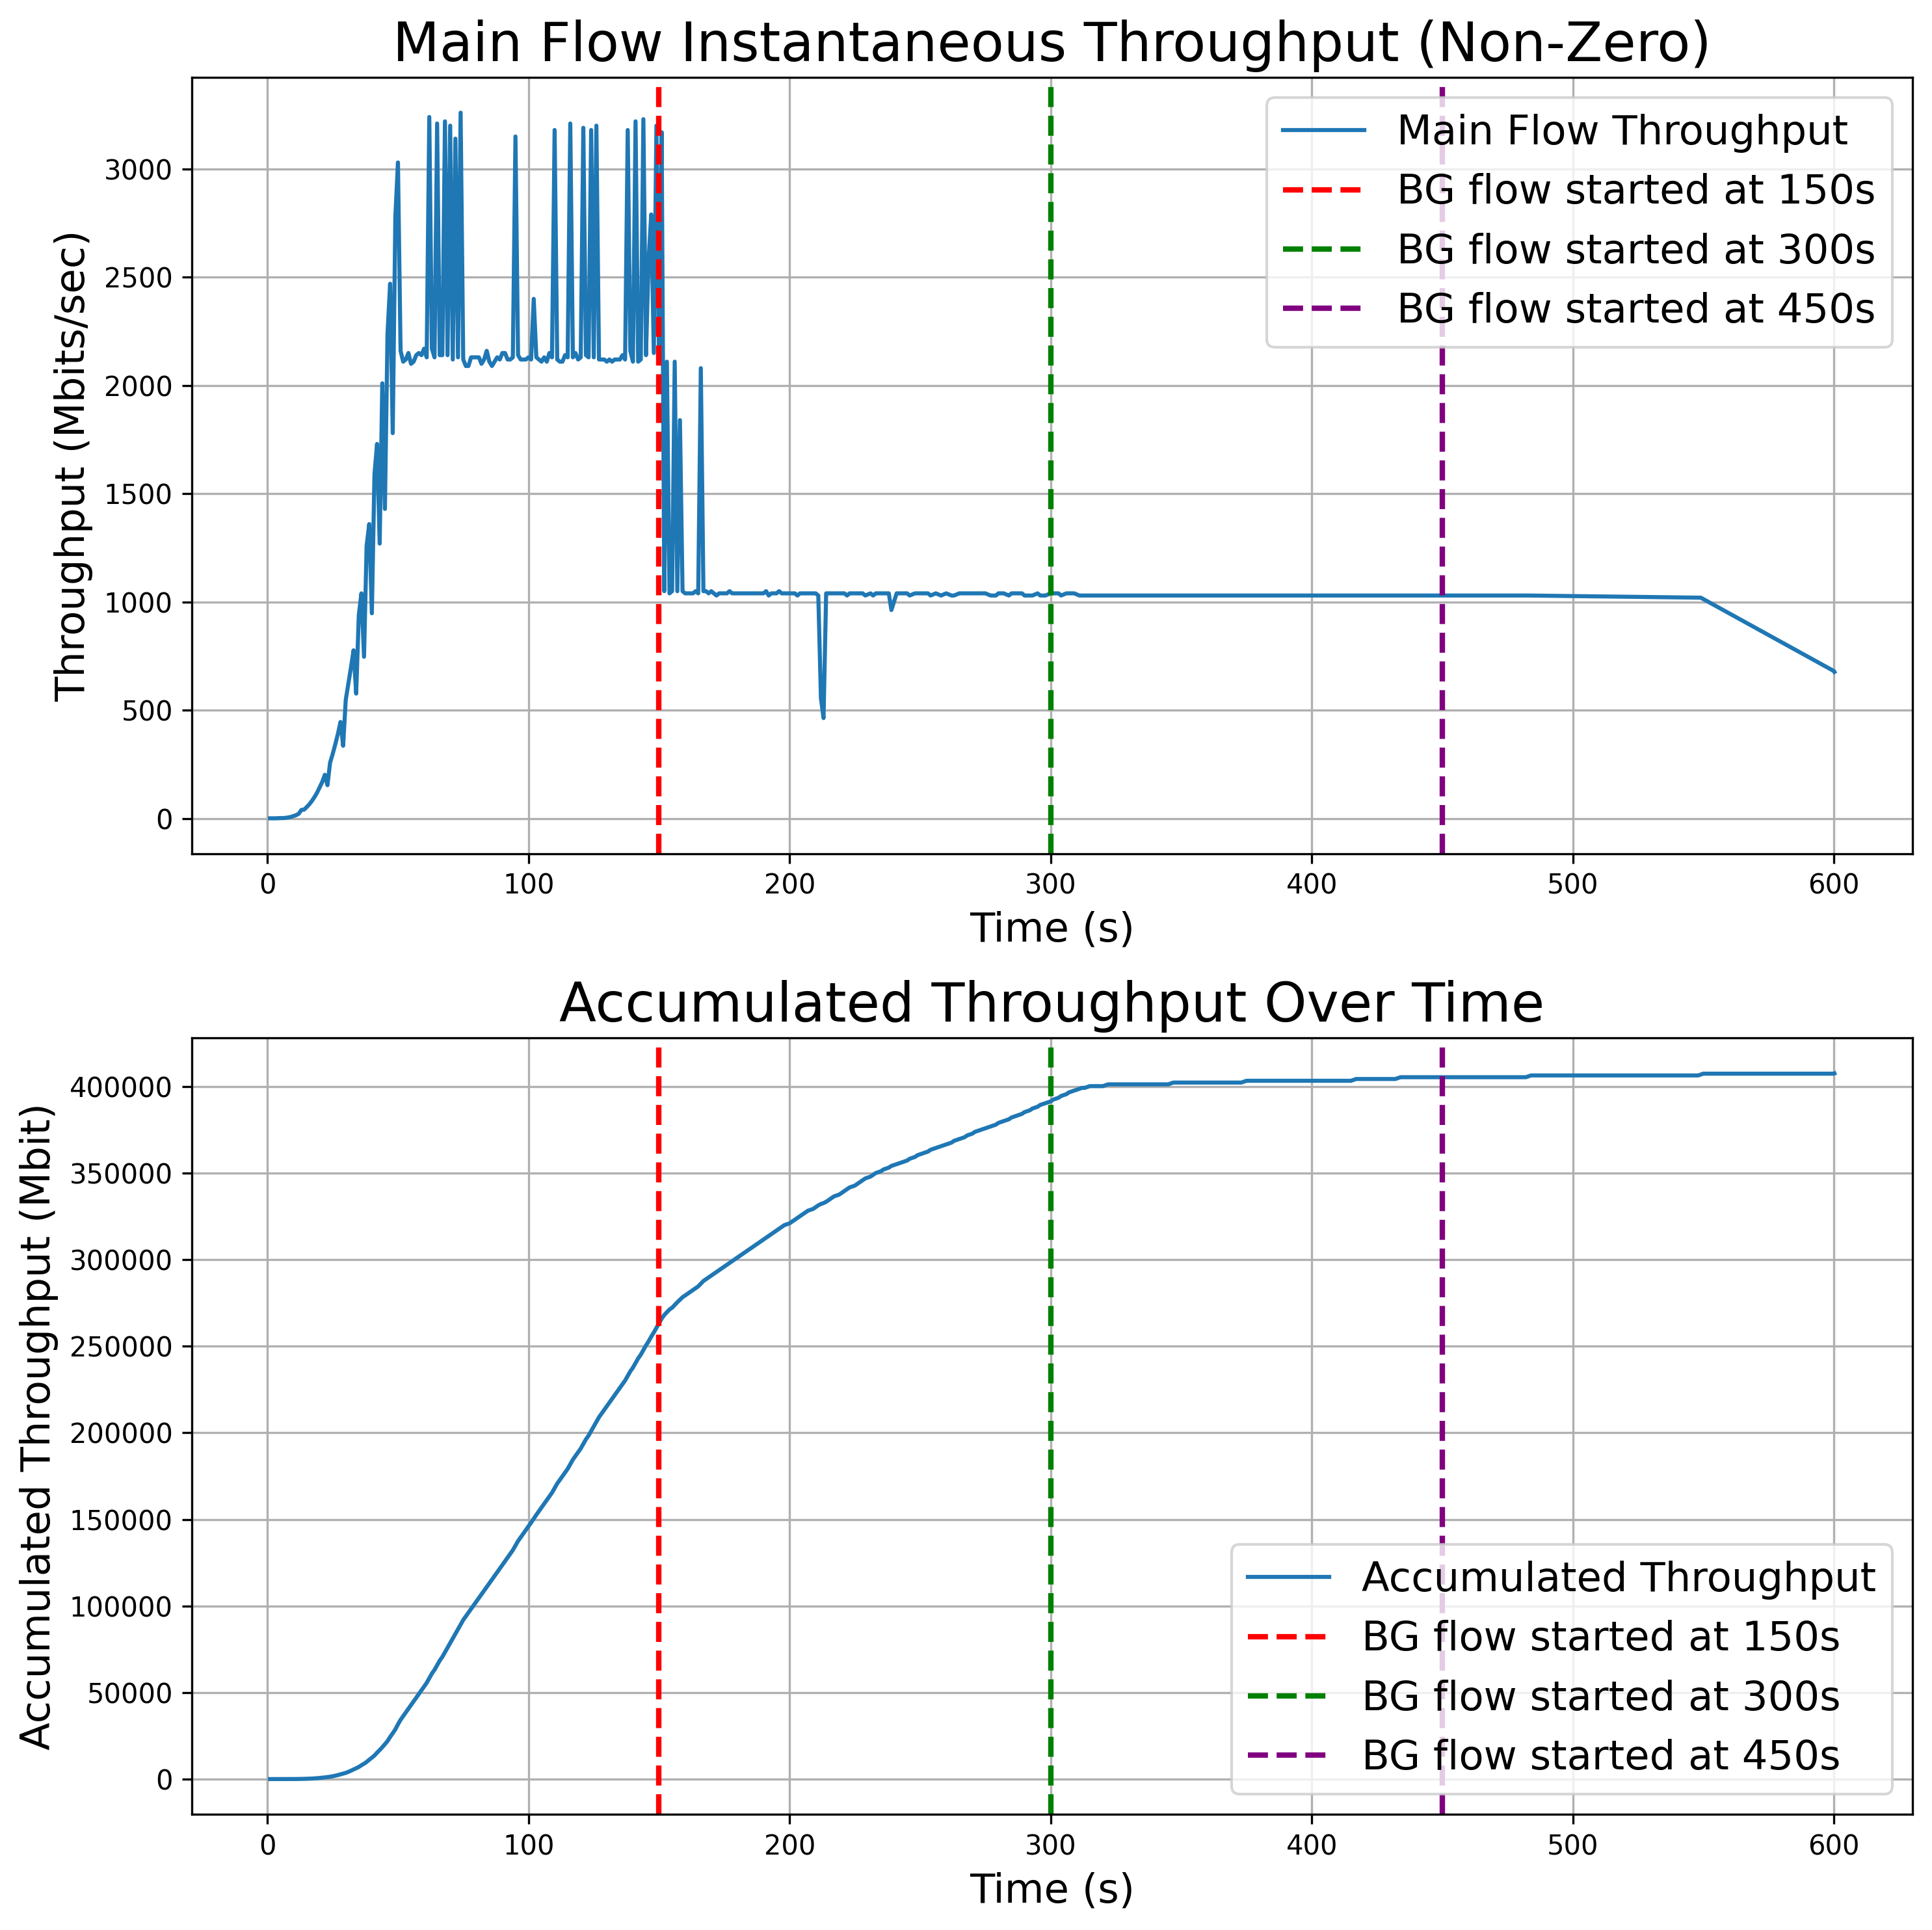 Main Flow Instantaneous Throughput (Non-Zero)
Throughput (Mbits/sec)
3000
2500
2000
1500
1000
500
0
Main Flow Throughput
BG flow started at 150s
BG flow started at 300s
BG flow started at 450s
0 100 200 300 400 500 600
Time (s)
Accumulated Throughput Over Time
Accumulated Throughput (Mbit)
400000
350000
300000
250000
200000
150000
100000
50000
0
Accumulated Throughput
BG flow started at 150s
BG flow started at 300s
BG flow started at 450s
0 100 200 300 400 500 600
Time (s)